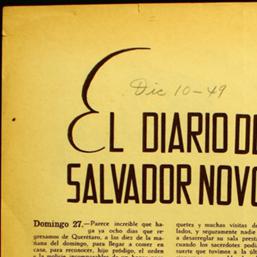 Dic 10-49
EL DIARIO DE
SALVADOR NOVO
Domingo 27.—Parece increíble que ha-
ga ya ocho días que re-
gresamos de Querétaro, a las diez de la ma-
ñana del domingo, para llegar a comer en
casa, para reconocer, hijo pródigo, el orden
quetes y muchas visitas de
lados, y seguramente nadie
a desarreglar su sala prest
cuando los sacerdotes podía
suerte que tuvimos a la últ